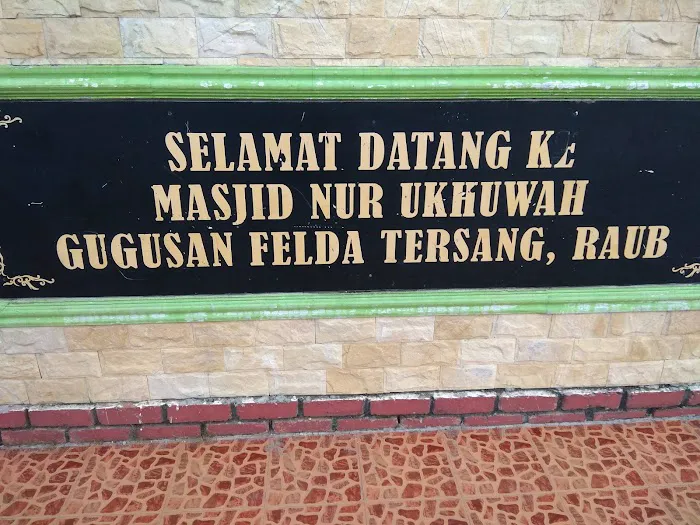 SELAMAT DATANG KE
MASJID NUR UKHUWAH
GUGUSAN FELDA TERSANG, RAUB